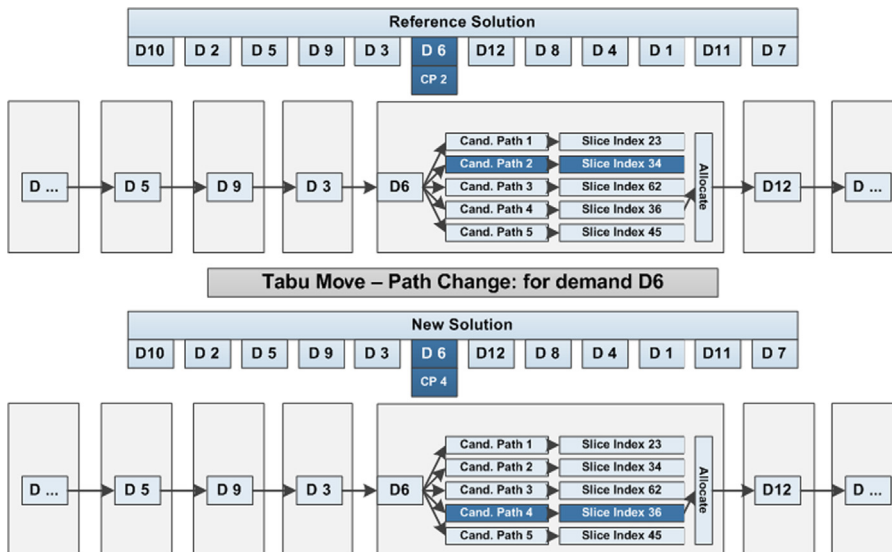 Reference Solution
D10 D 2 D 5 D 9 D 3 D 6 D12 D 8 D 4 D 1 D11 D 7
CP 2
Cand. Path 1 Slice Index 23
Cand. Path 2 Slice Index 34
D ... D 5 D 9 D 3 D6 Cand. Path 3 Slice Index 62 Allocate D12 D ...
Cand. Path 4 Slice Index 36
Cand. Path 5 Slice Index 45
Tabu Move – Path Change: for demand D6
New Solution
D10 D 2 D 5 D 9 D 3 D 6 D12 D 8 D 4 D 1 D11 D 7
CP 4
Cand. Path 1 Slice Index 23
Cand. Path 2 Slice Index 34
D ... D 5 D 9 D 3 D6 Cand. Path 3 Slice Index 62 Allocate D12 D ...
Cand. Path 4 Slice Index 36
Cand. Path 5 Slice Index 45